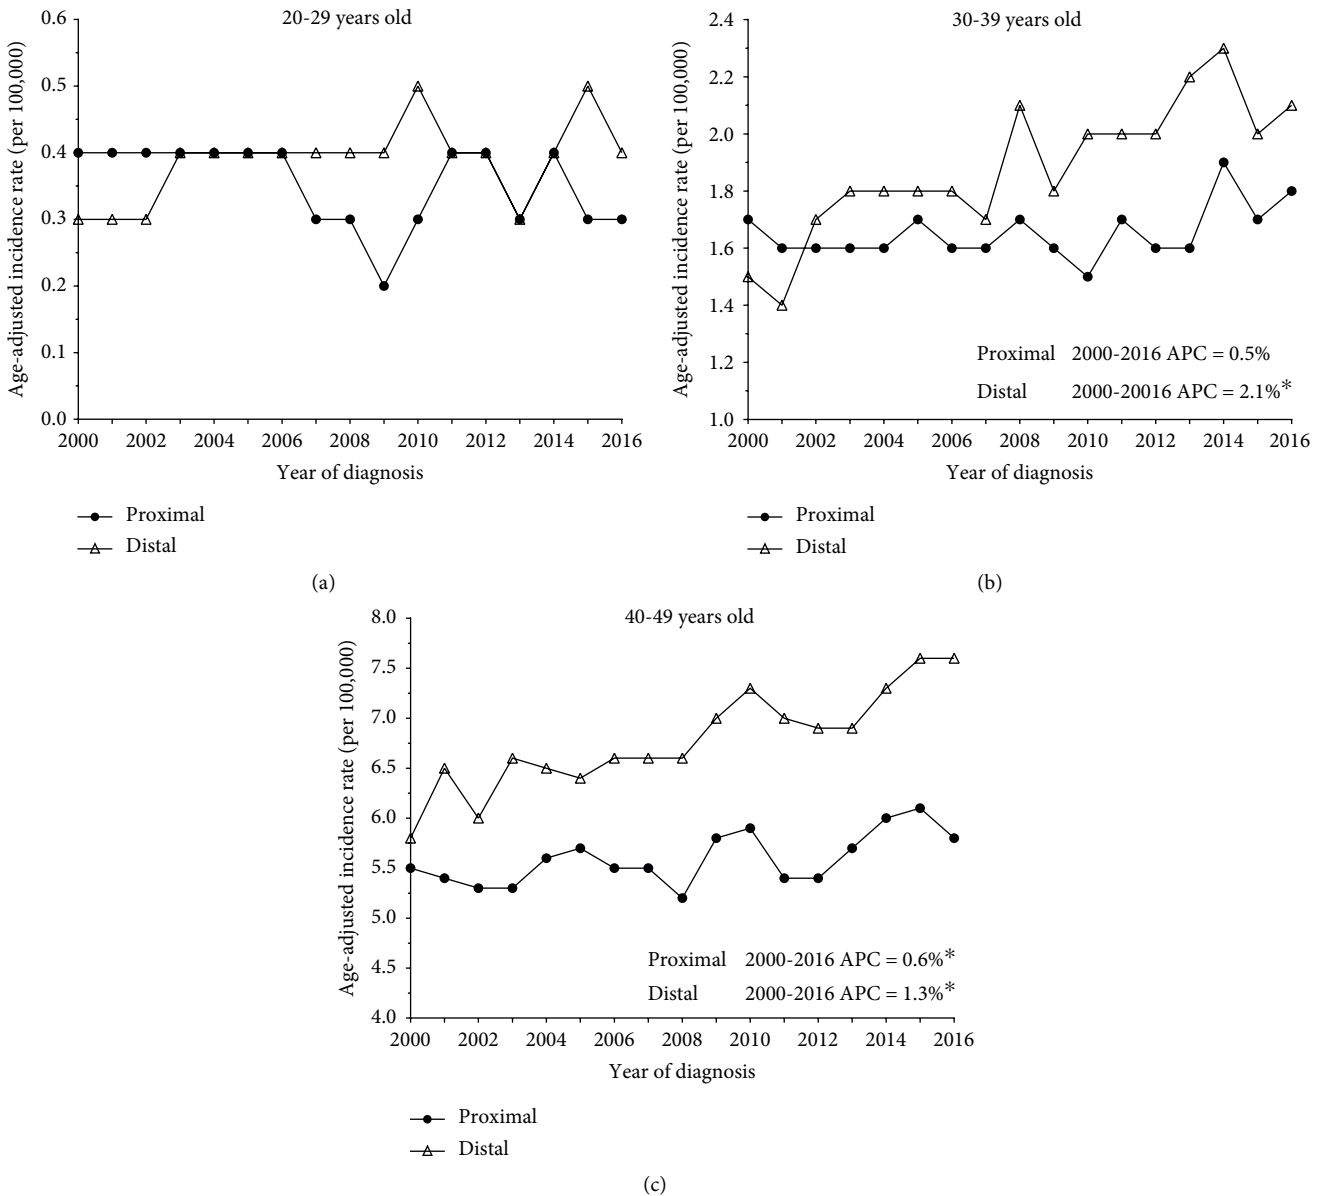 20-29 years old
Age-adjusted incidence rate (per 100,000)
0.6
0.5
0.4
0.3
0.2
0.1
0.0
2000 2002 2004 2006 2008 2010 2012 2014 2016
Year of diagnosis
Proximal
Distal
(a)
30-39 years old
Age-adjusted incidence rate (per 100,000)
2.4
2.2
2.0
1.8
1.6
1.4
1.2
1.0
Proximal 2000-2016 APC = 0.5%
Distal 2000-20016 APC = 2.1%*
2000 2002 2004 2006 2008 2010 2012 2014 2016
Year of diagnosis
Proximal
Distal
(b)
40-49 years old
Age-adjusted incidence rate (per 100,000)
8.0
7.5
7.0
6.5
6.0
5.5
5.0
4.5
4.0
Proximal 2000-2016 APC = 0.6%*
Distal 2000-2016 APC = 1.3%*
2000 2002 2004 2006 2008 2010 2012 2014 2016
Year of diagnosis
Proximal
Distal
(c)